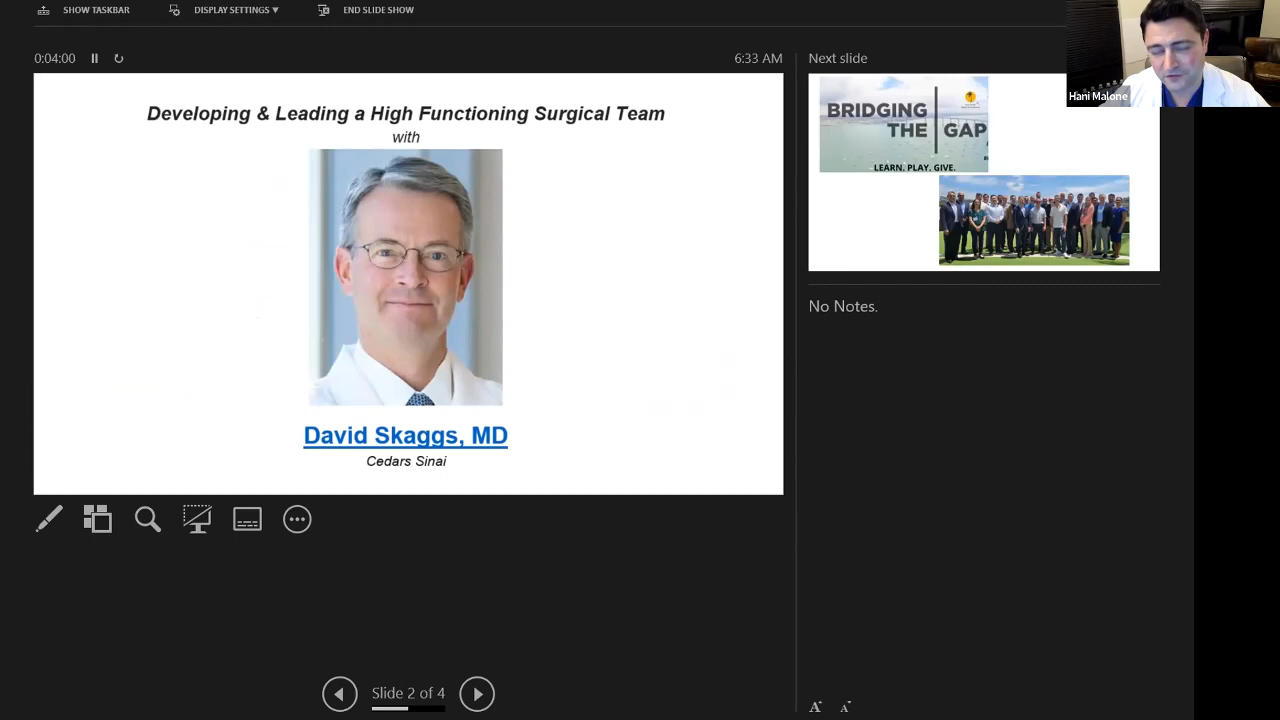 SHOW TASKBAR
DISPLAY SETTINGS ▼
END SLIDE SHOW
0:04:00
6:33 AM
Developing & Leading a High Functioning Surgical Team
with
David Skaggs, MD
Cedars Sinai
Slide 2 of 4
Next slide
BRIDGING
THE GAP
LEARN. PLAY. GIVE.
No Notes.
A
A
Hani Malone